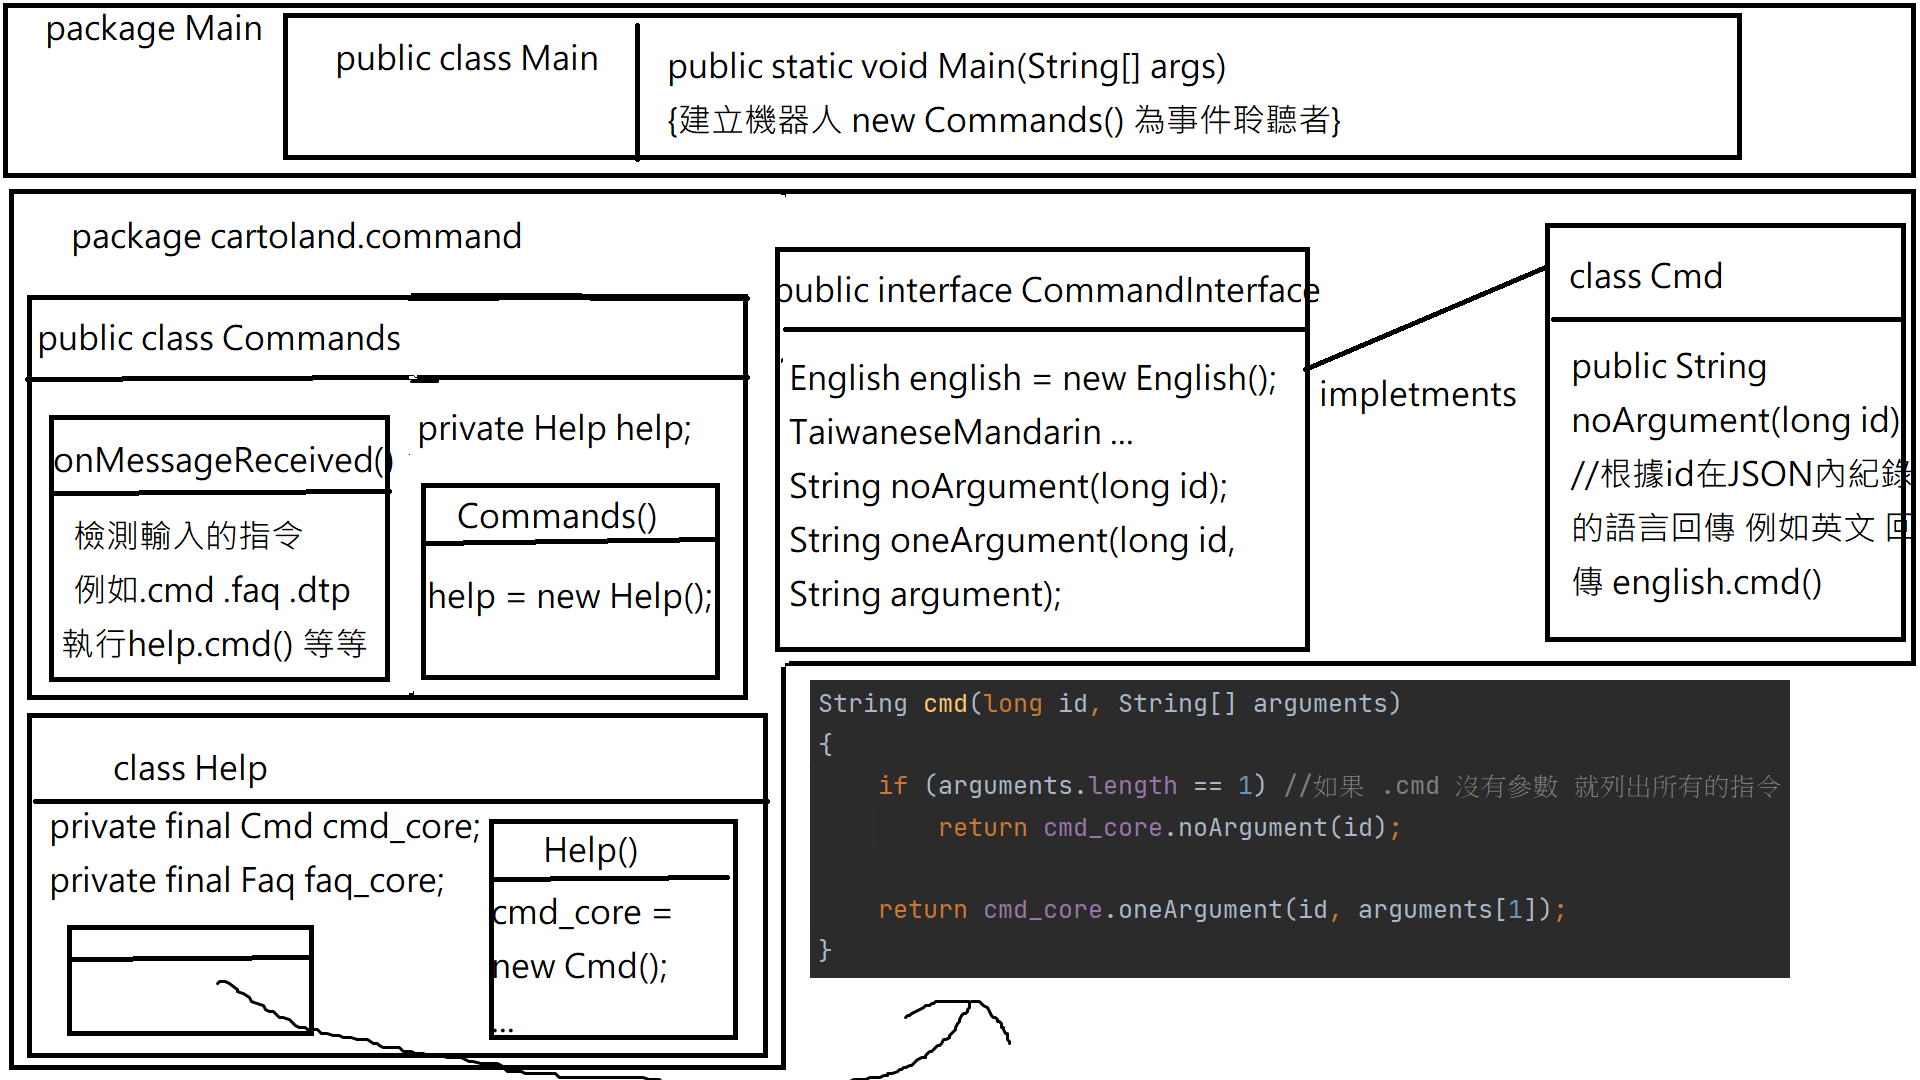 package Main
public class Main
public static void Main(String[] args)
{建立機器人 new Commands() 為事件聆聽者}
package cartoland.command
public class Commands
onMessageReceived()
檢測輸入的指令
例如.cmd .faq .dtp
執行help.cmd() 等等
private Help help;
Commands()
help = new Help();
public interface CommandInterface
English english = new English();
TaiwaneseMandarin ...
String noArgument(long id);
String oneArgument(long id,
String argument);
impletments
class Cmd
public String
noArgument(long id)
//根據id在JSON內紀錄
的語言回傳 例如英文 回
傳 english.cmd()
class Help
private final Cmd cmd_core;
private final Faq faq_core;
Help()
cmd_core =
new Cmd();
...
String cmd(long id, String[] arguments)
{
if (arguments.length == 1) //如果 .cmd 沒有參數 就列出所有的指令
return cmd_core.noArgument(id);
return cmd_core.oneArgument(id, arguments[1]);
}